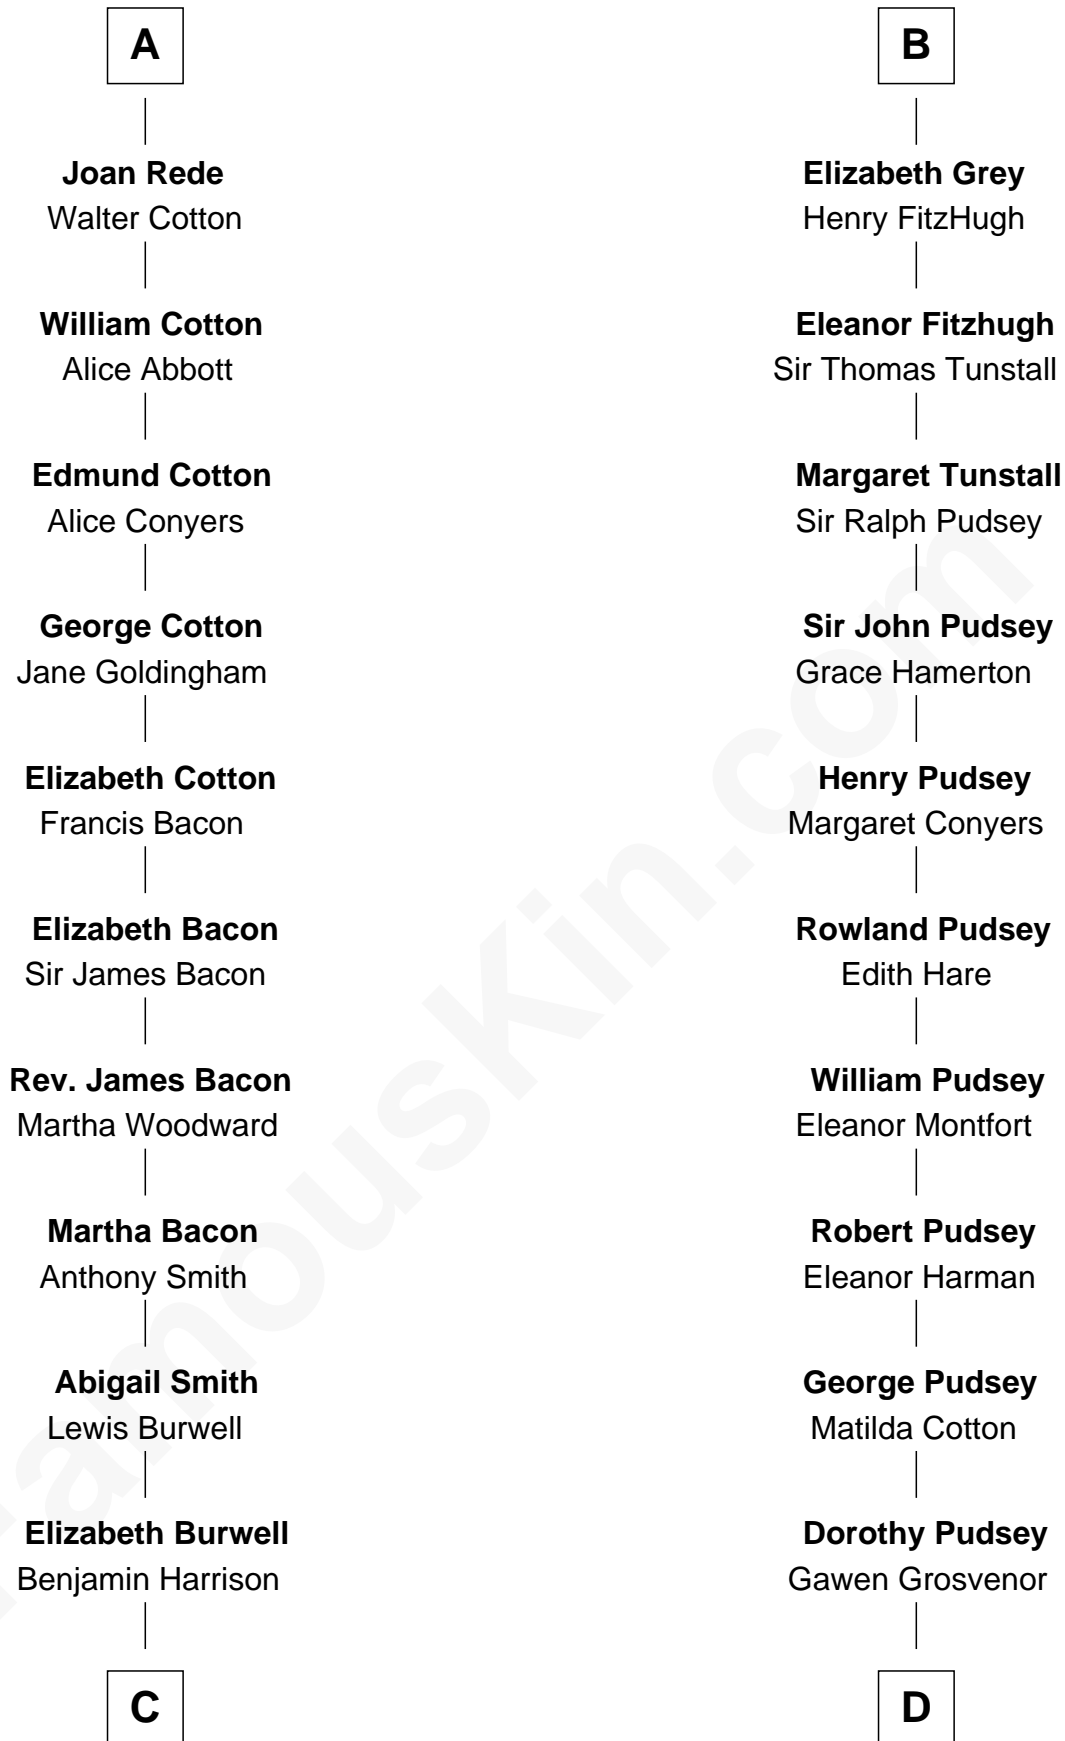 A
Joan Rede
Walter Cotton
William Cotton
Alice Abbott
Edmund Cotton
Alice Conyers
George Cotton
Jane Goldingham
Elizabeth Cotton
Francis Bacon
Elizabeth Bacon
Sir James Bacon
Rev. James Bacon
Martha Woodward
Martha Bacon
Anthony Smith
Abigail Smith
Lewis Burwell
Elizabeth Burwell
Benjamin Harrison
C
B
Elizabeth Grey
Henry FitzHugh
Eleanor Fitzhugh
Sir Thomas Tunstall
Margaret Tunstall
Sir Ralph Pudsey
Sir John Pudsey
Grace Hamerton
Henry Pudsey
Margaret Conyers
Rowland Pudsey
Edith Hare
William Pudsey
Eleanor Montfort
Robert Pudsey
Eleanor Harman
George Pudsey
Matilda Cotton
Dorothy Pudsey
Gawen Grosvenor
D
FamousKin.com